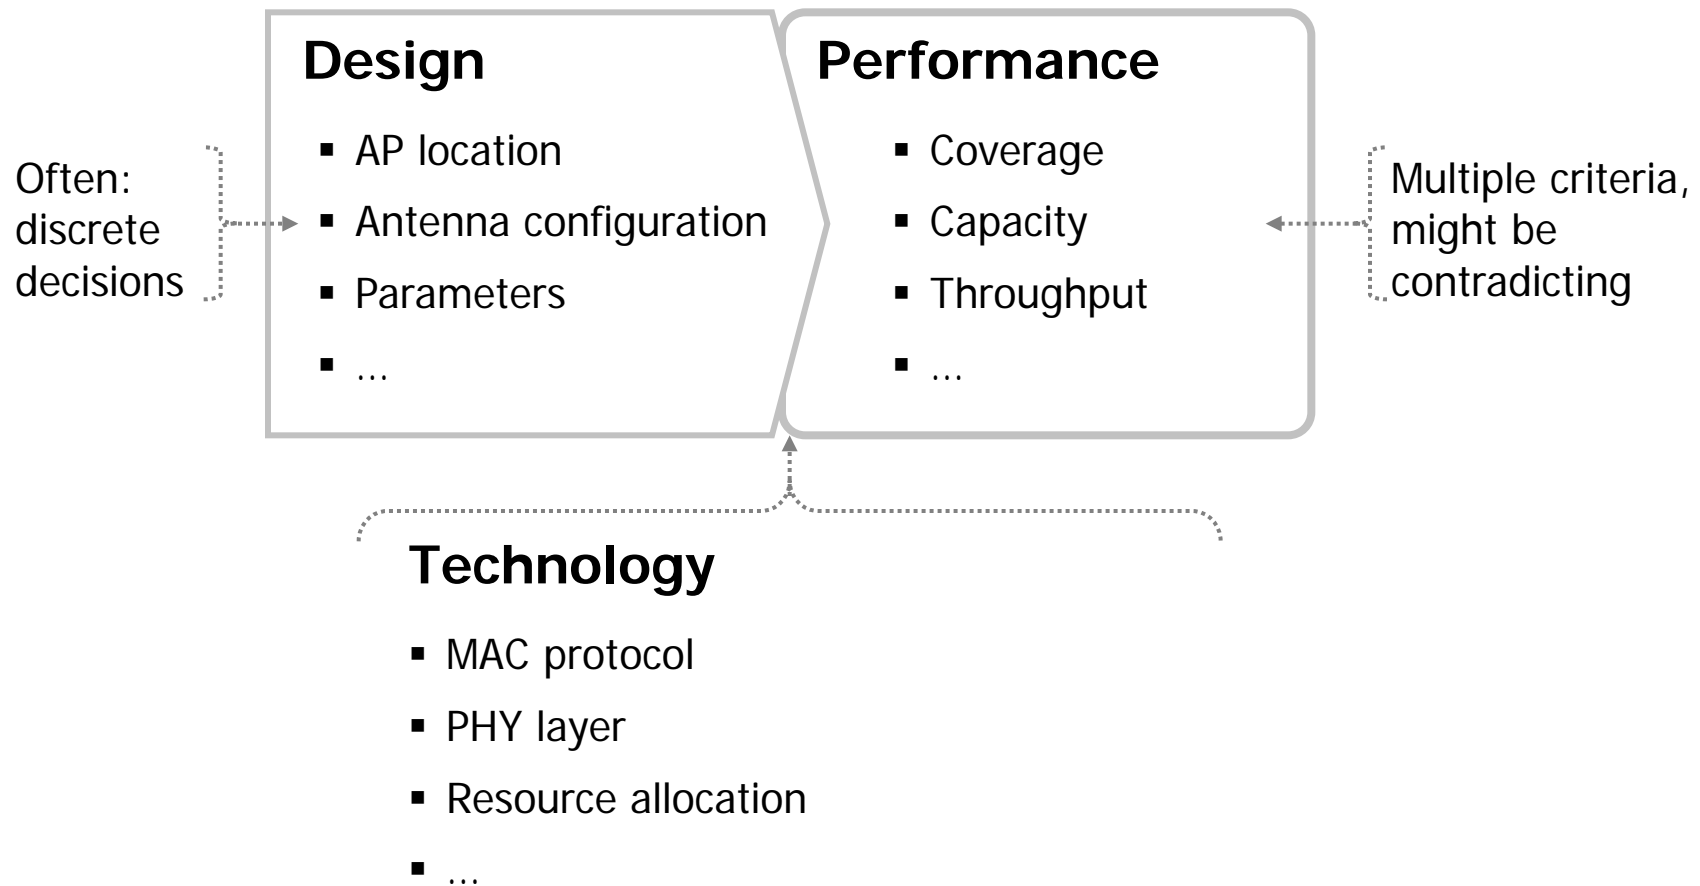 Design
▪ AP location
▪ Antenna configuration
▪ Parameters
▪ ...
Performance
▪ Coverage
▪ Capacity
▪ Throughput
▪ ...
Often:
discrete
decisions
Multiple criteria,
might be
contradicting
Technology
▪ MAC protocol
▪ PHY layer
▪ Resource allocation
▪ ...